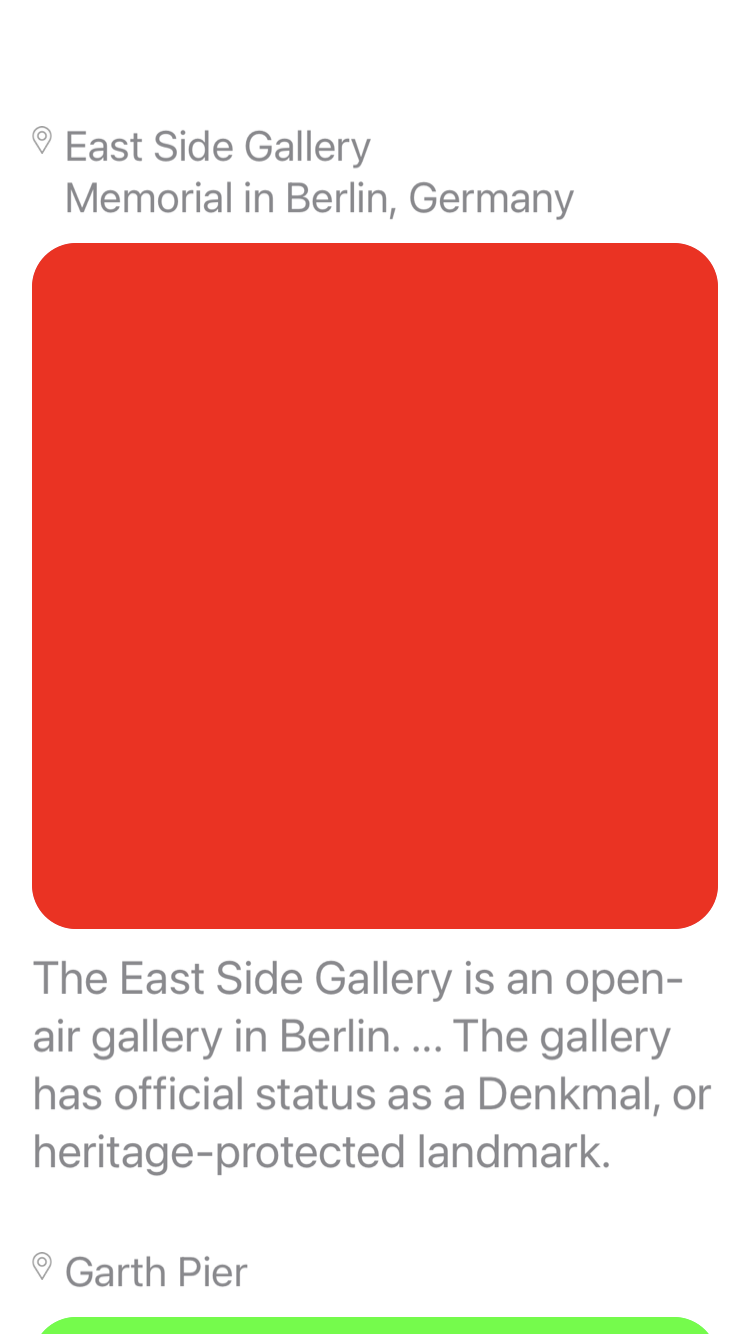 East Side Gallery
Memorial in Berlin, Germany
The East Side Gallery is an open-
air gallery in Berlin. ... The gallery
has official status as a Denkmal, or
heritage-protected landmark.
Garth Pier